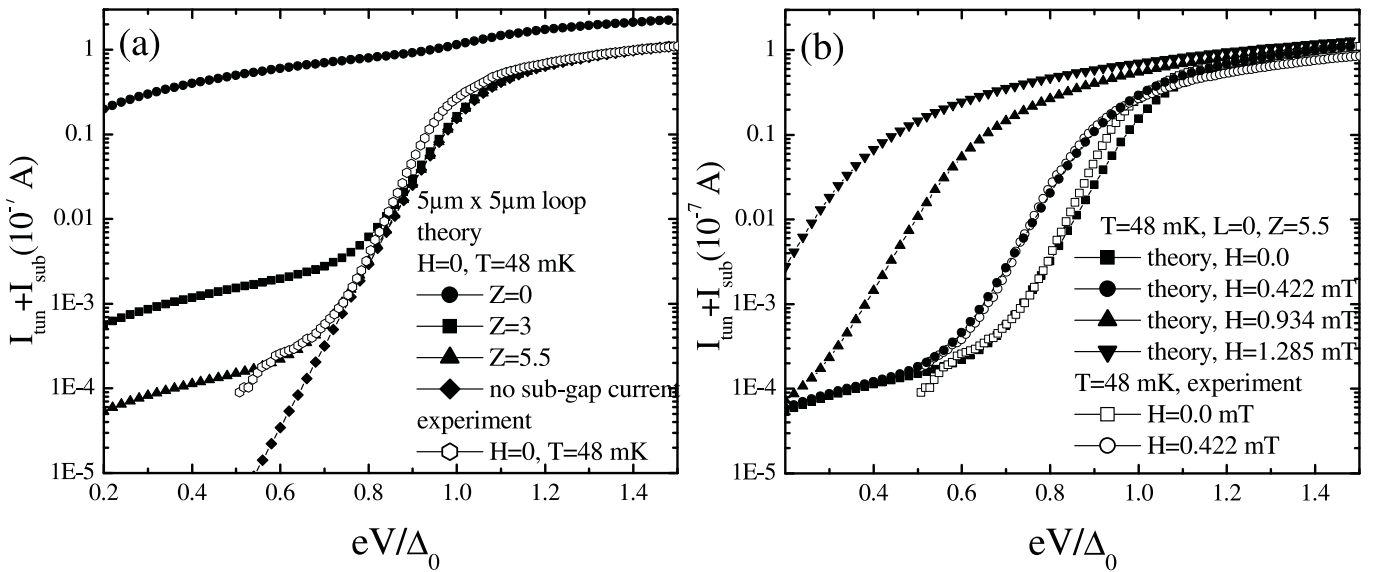 (a)
1
0.1
0.01
1E-3
1E-4
1E-5
I_tun+I_sub(10^-7 A)
5μm x 5μm loop
theory
H=0, T=48 mK
Z=0
Z=3
Z=5.5
no sub-gap current
experiment
H=0, T=48 mK
0.2 0.4 0.6 0.8 1.0 1.2 1.4
eV/Δ_0
(b)
1
0.1
0.01
1E-3
1E-4
1E-5
I_tun+I_sub(10^-7 A)
T=48 mK, L=0, Z=5.5
theory, H=0.0
theory, H=0.422 mT
theory, H=0.934 mT
theory, H=1.285 mT
T=48 mK, experiment
H=0.0 mT
H=0.422 mT
0.4 0.6 0.8 1.0 1.2 1.4
eV/Δ_0